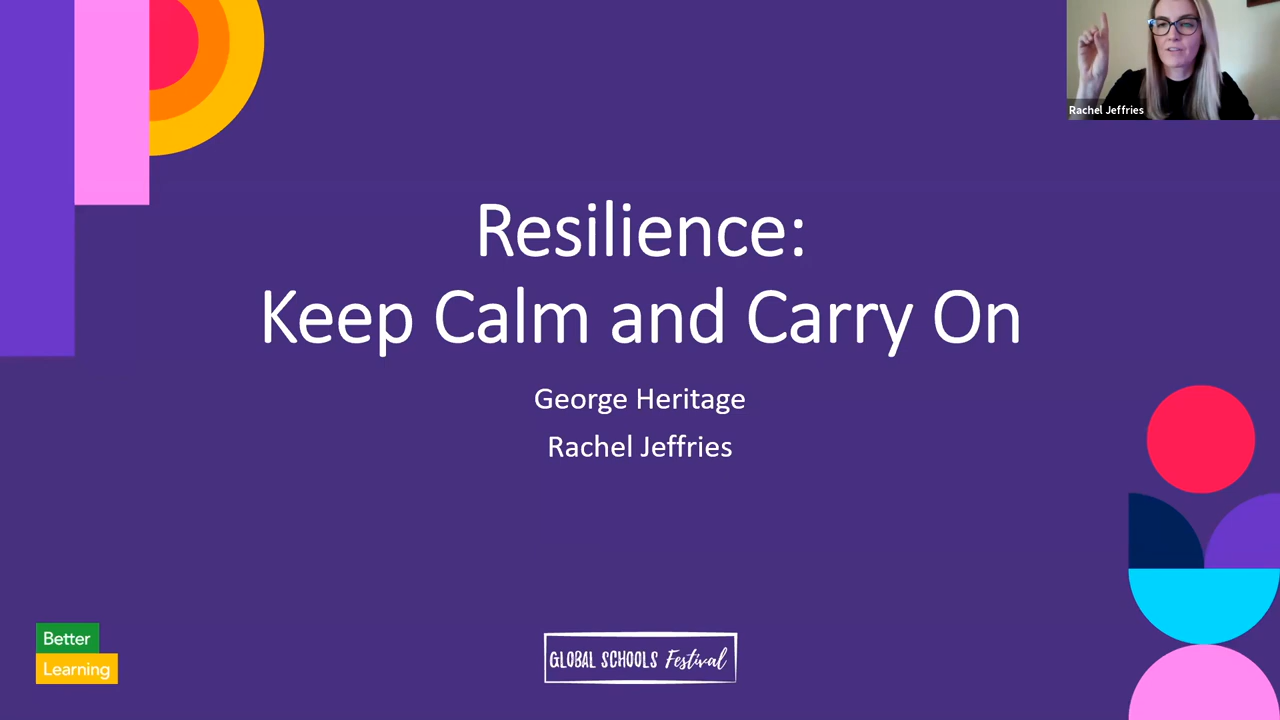 Rachel Jeffries
Resilience:
Keep Calm and Carry On
George Heritage
Rachel Jeffries
Better
Learning
GLOBAL SCHOOLS Festival